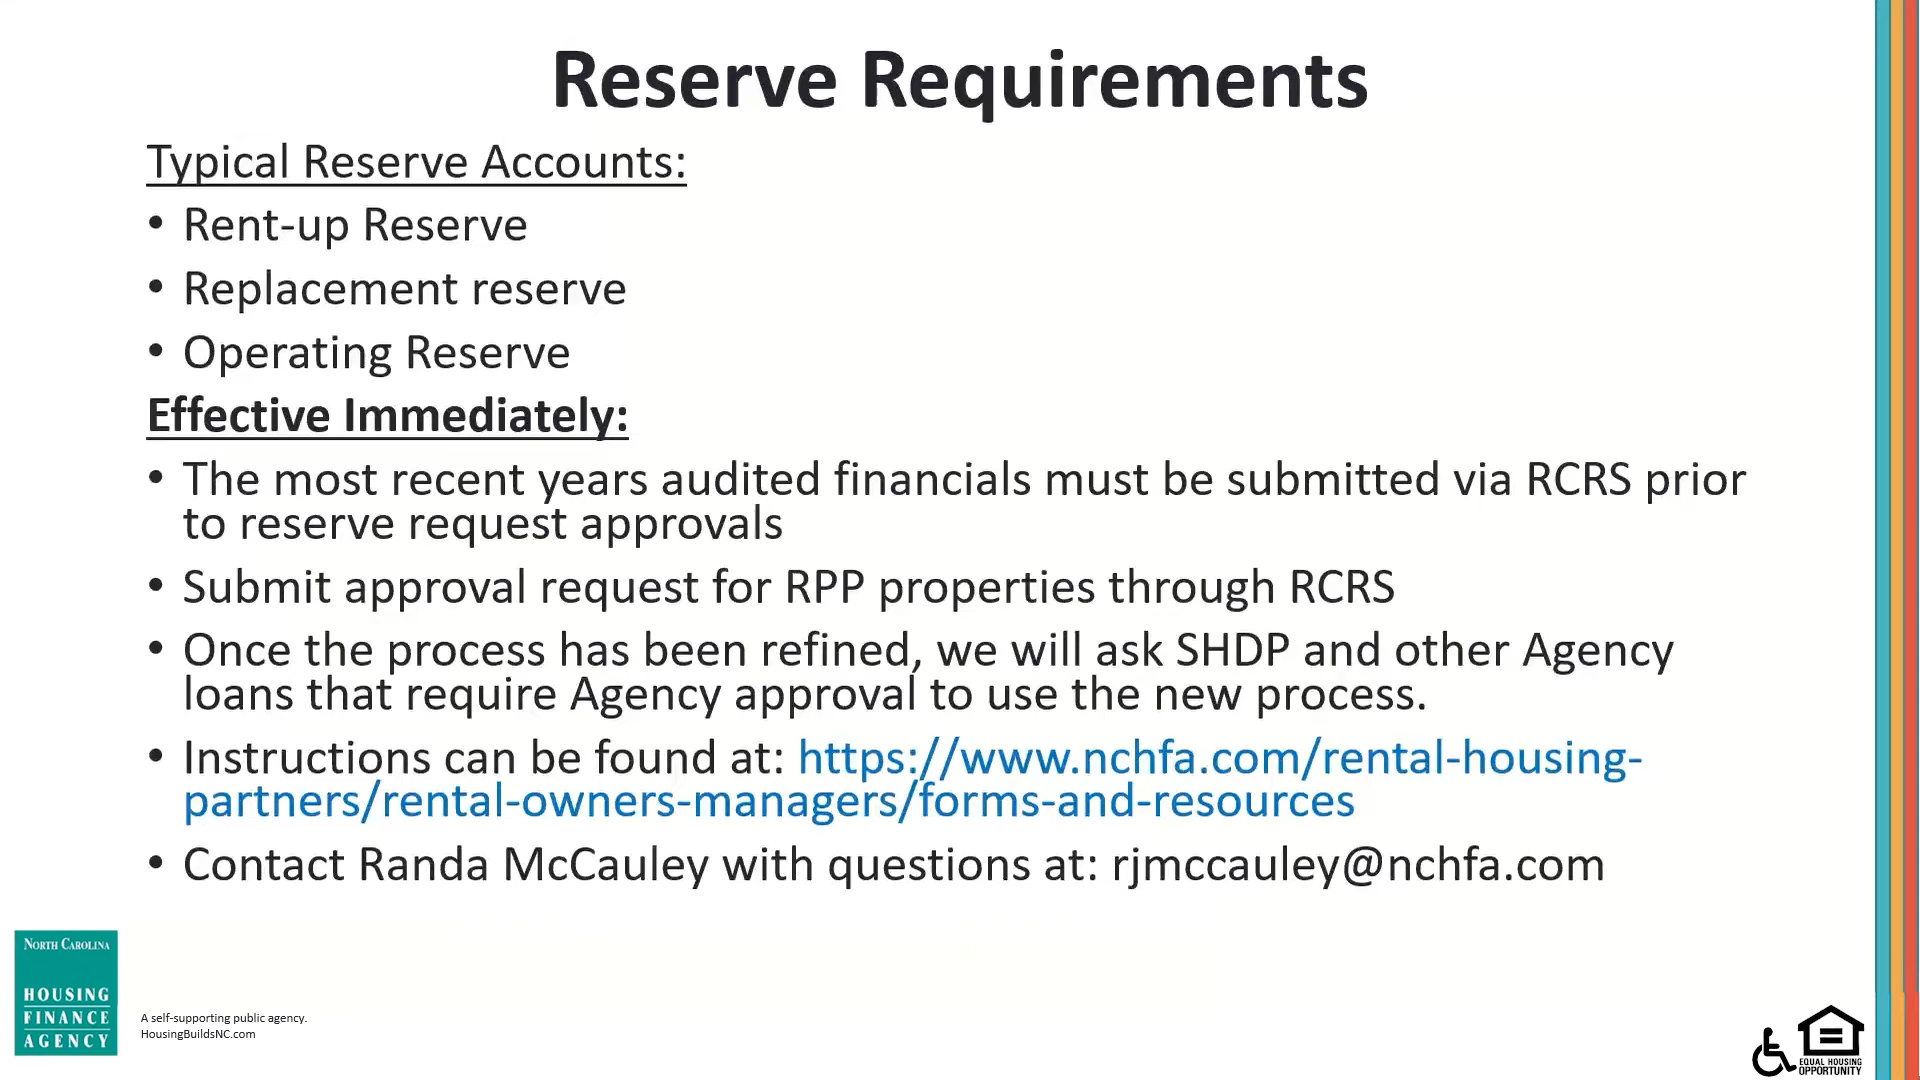 Reserve Requirements
Typical Reserve Accounts:
• Rent-up Reserve
• Replacement reserve
• Operating Reserve
Effective Immediately:
• The most recent years audited financials must be submitted via RCRS prior
to reserve request approvals
• Submit approval request for RPP properties through RCRS
• Once the process has been refined, we will ask SHDP and other Agency
loans that require Agency approval to use the new process.
• Instructions can be found at: https://www.nchfa.com/rental-housing-
partners/rental-owners-managers/forms-and-resources
• Contact Randa McCauley with questions at: rjmccauley@nchfa.com
NORTH CAROLINA
HOUSING
FINANCE
AGENCY
A self-supporting public agency.
HousingBuildsNC.com
EQUAL HOUSING
OPPORTUNITY